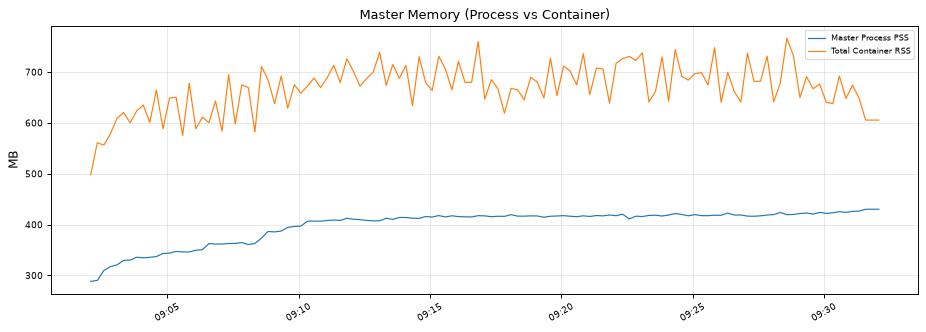 Master Memory (Process vs Container)
Master Process PSS
Total Container RSS
MB
700
600
500
400
300
09:05
09:10
09:15
09:20
09:25
09:30